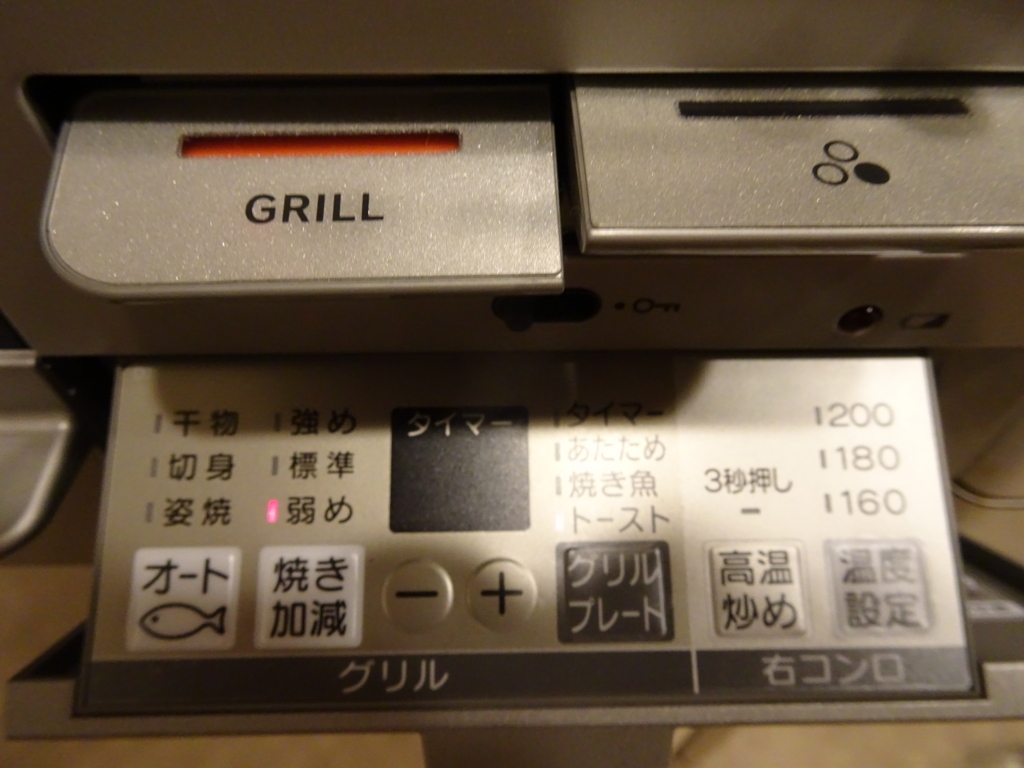 GRILL
干物
切身
姿焼
オート
強め
標準
弱め
焼き
加減
タイマー
− +
タイマー
あたため
焼き魚
トースト
グリル
プレート
グリル
3秒押し
高温
炒め
200
180
160
温度
設定
右コンロ